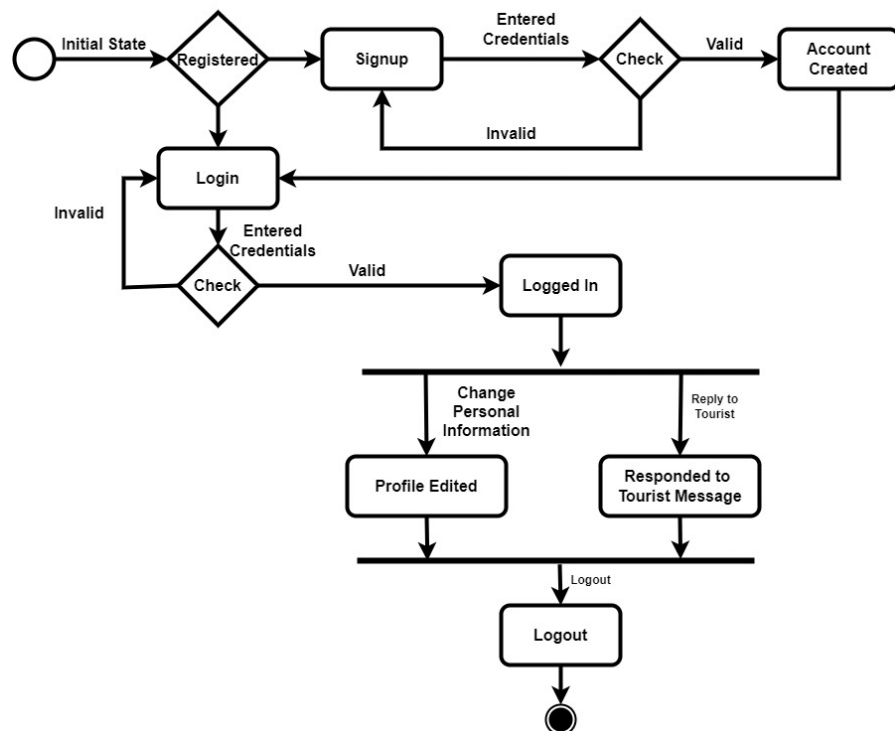 Initial State
Registered
Signup
Entered
Credentials
Check
Valid
Account
Created
Invalid
Login
Invalid
Entered
Credentials
Check
Valid
Logged In
Change
Personal
Information
Reply to
Tourist
Profile Edited
Responded to
Tourist Message
Logout
Logout